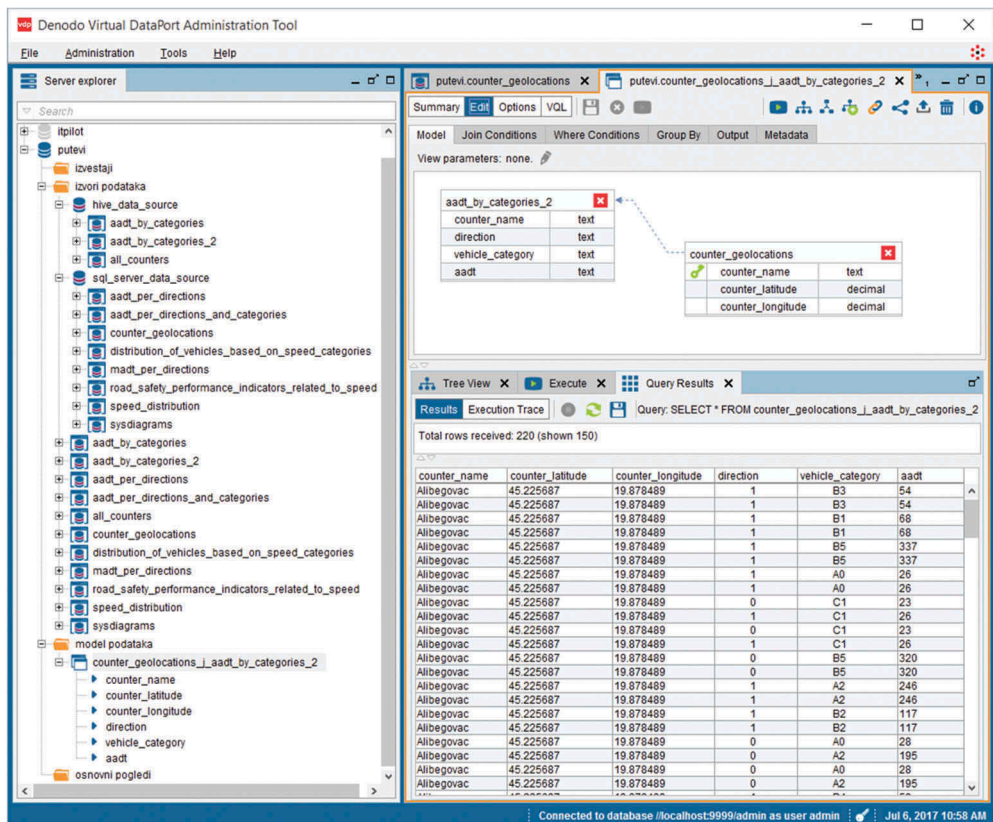 vdp Denodo Virtual DataPort Administration Tool
File Administration Tools Help
Server explorer
Search
itpilot
putevi
izvestaji
izvori podataka
hive_data_source
aadt_by_categories
aadt_by_categories_2
all_counters
sql_server_data_source
aadt_per_directions
aadt_per_directions_and_categories
counter_geolocations
distribution_of_vehicles_based_on_speed_categories
madt_per_directions
road_safety_performance_indicators_related_to_speed
speed_distribution
sysdiagrams
aadt_by_categories
aadt_by_categories_2
aadt_per_directions
aadt_per_directions_and_categories
all_counters
counter_geolocations
distribution_of_vehicles_based_on_speed_categories
madt_per_directions
road_safety_performance_indicators_related_to_speed
speed_distribution
sysdiagrams
model podataka
counter_geolocations_j_aadt_by_categories_2
counter_name
counter_latitude
counter_longitude
direction
vehicle_category
aadt
osnovni pogledi
putevi.counter_geolocations putevi.counter_geolocations_j_aadt_by_categories_2 1
Summary Edit Options VQL
Model Join Conditions Where Conditions Group By Output Metadata
View parameters: none.
aadt_by_categories_2
counter_name text
direction text
vehicle_category text
aadt text
counter_geolocations
counter_name text
counter_latitude decimal
counter_longitude decimal
Tree View Execute Query Results
Results Execution Trace Query: SELECT * FROM counter_geolocations_j_aadt_by_categories_2
Total rows received: 220 (shown 150)
counter_name counter_latitude counter_longitude direction vehicle_category aadt
Alibegovac 45.225687 19.878489 1 B3 54
Alibegovac 45.225687 19.878489 1 B3 54
Alibegovac 45.225687 19.878489 1 B1 68
Alibegovac 45.225687 19.878489 1 B1 68
Alibegovac 45.225687 19.878489 1 B5 337
Alibegovac 45.225687 19.878489 1 B5 337
Alibegovac 45.225687 19.878489 1 A0 26
Alibegovac 45.225687 19.878489 1 A0 26
Alibegovac 45.225687 19.878489 0 C1 23
Alibegovac 45.225687 19.878489 1 C1 26
Alibegovac 45.225687 19.878489 0 C1 23
Alibegovac 45.225687 19.878489 1 C1 26
Alibegovac 45.225687 19.878489 0 B5 320
Alibegovac 45.225687 19.878489 0 B5 320
Alibegovac 45.225687 19.878489 1 A2 246
Alibegovac 45.225687 19.878489 1 A2 246
Alibegovac 45.225687 19.878489 1 B2 117
Alibegovac 45.225687 19.878489 1 B2 117
Alibegovac 45.225687 19.878489 0 A0 28
Alibegovac 45.225687 19.878489 0 A2 195
Alibegovac 45.225687 19.878489 0 A0 28
Alibegovac 45.225687 19.878489 0 A2 195
Connected to database //localhost:9999/admin as user admin Jul 6, 2017 10:58 AM